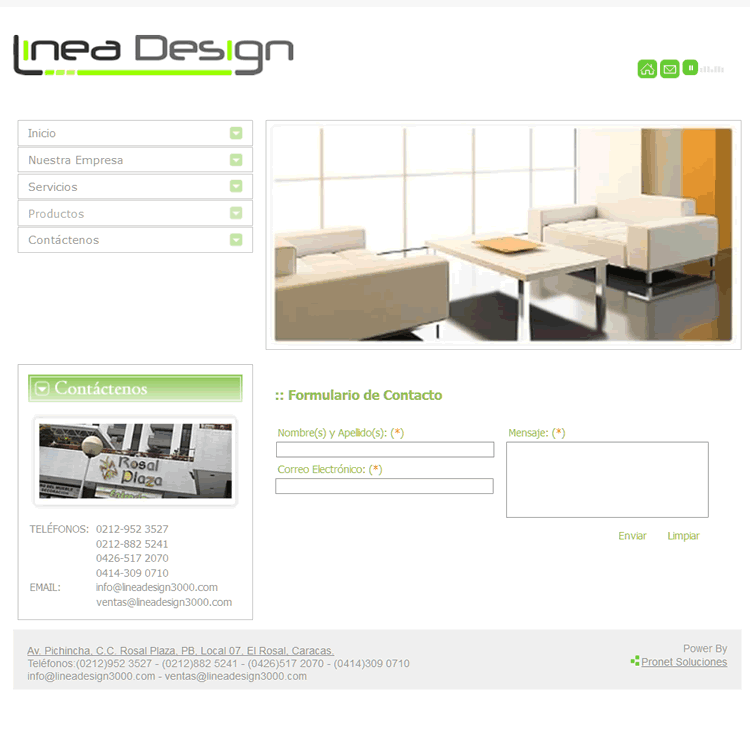 Linea Design
Inicio
Nuestra Empresa
Servicios
Productos
Contáctenos
Contáctenos
Rosal
Plaza
TELÉFONOS: 0212-952 3527
0212-882 5241
0426-517 2070
0414-309 0710
EMAIL: info@lineadesign3000.com
ventas@lineadesign3000.com
:: Formulario de Contacto
Nombre(s) y Apelido(s): (*)
Correo Electrónico: (*)
Mensaje: (*)
Enviar Limpiar
Av. Pichincha, C.C. Rosal Plaza, PB, Local 07, El Rosal, Caracas.
Teléfonos:(0212)952 3527 - (0212)882 5241 - (0426)517 2070 - (0414)309 0710
info@lineadesign3000.com - ventas@lineadesign3000.com
Power By
Pronet Soluciones